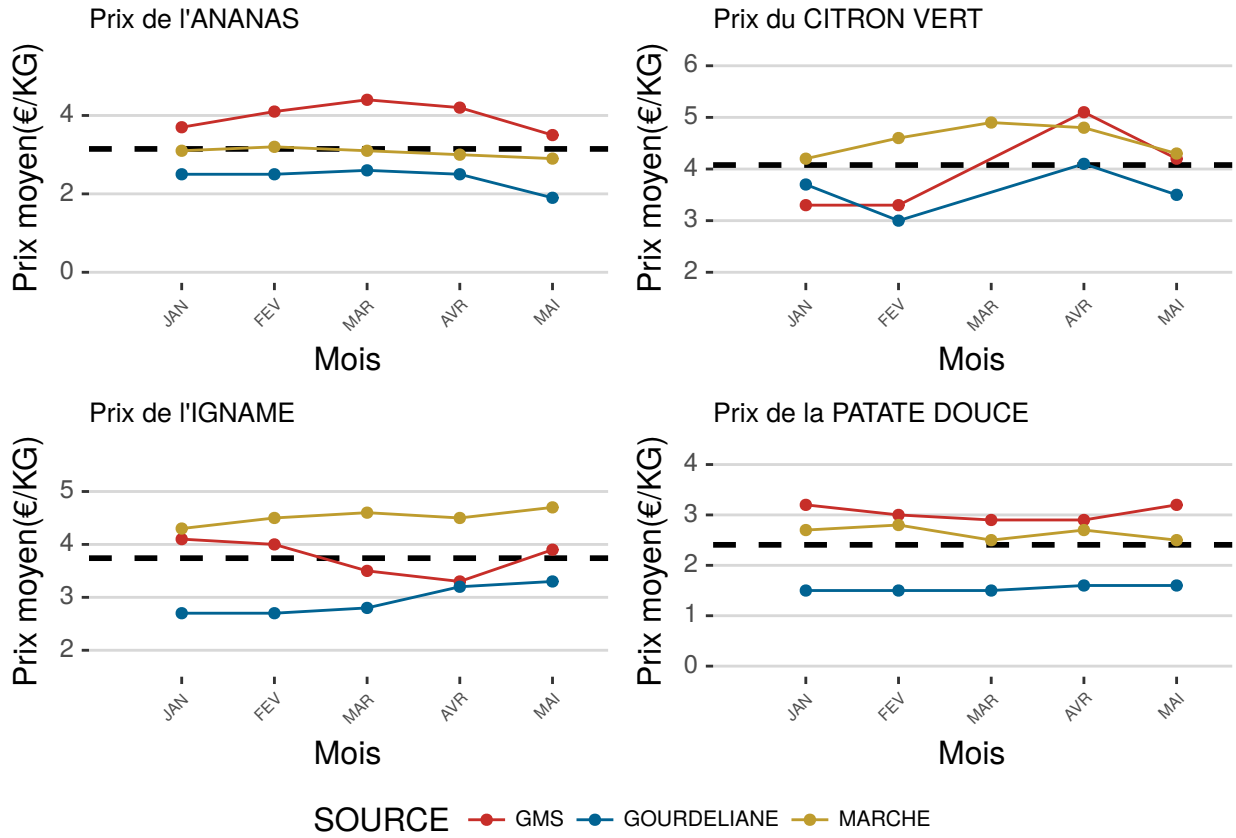 Prix de l'ANANAS
Prix moyen(€/KG)
4
2
0
JAN
FEV
MAR
AVR
MAI
Mois
Prix du CITRON VERT
Prix moyen(€/KG)
6
5
4
3
2
JAN
FEV
MAR
AVR
MAI
Mois
Prix de l'IGNAME
Prix moyen(€/KG)
5
4
3
2
JAN
FEV
MAR
AVR
MAI
Mois
Prix de la PATATE DOUCE
Prix moyen(€/KG)
4
3
2
1
0
JAN
FEV
MAR
AVR
MAI
Mois
SOURCE GMS GOURDELIANE MARCHE